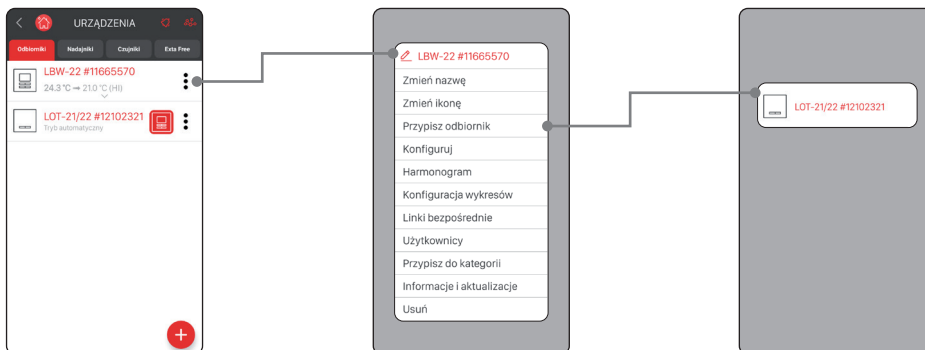 URZĄDZENIA
Odbiorniki Nadajniki Czujniki Exta Free
LBW-22 #11665570
24.3 °C ➞ 21.0 °C (HI)
LOT-21/22 #12102321
Tryb automatyczny
LBW-22 #11665570
Zmień nazwę
Zmień ikonę
Przypisz odbiornik
Konfiguruj
Harmonogram
Konfiguracja wykresów
Linki bezpośrednie
Użytkownicy
Przypisz do kategorii
Informacje i aktualizacje
Usuń
LOT-21/22 #12102321